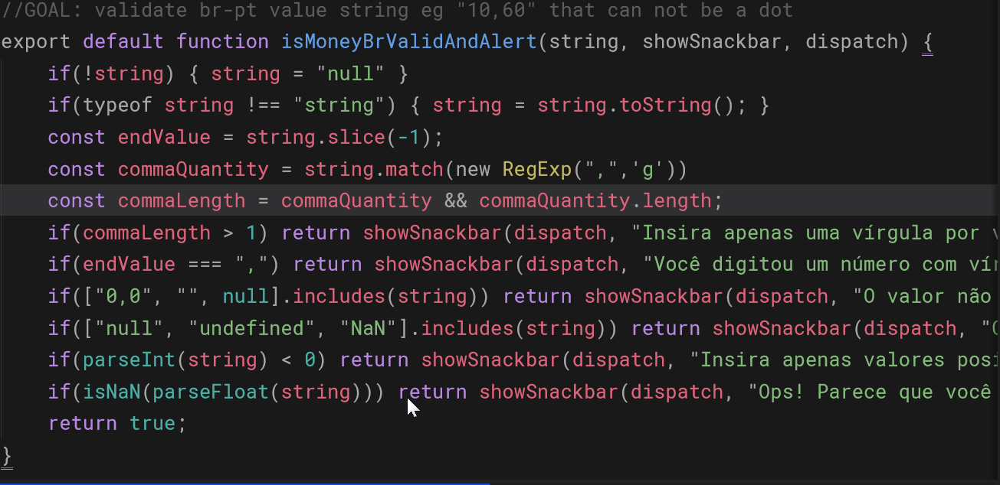 //GOAL: validate br-pt value string eg "10,60" that can not be a dot
export default function isMoneyBrValidAndAlert(string, showSnackbar, dispatch) {
if(!string) { string = "null" }
if(typeof string !== "string") { string = string.toString(); }
const endValue = string.slice(-1);
const commaQuantity = string.match(new RegExp(",",'g'))
const commaLength = commaQuantity && commaQuantity.length;
if(commaLength > 1) return showSnackbar(dispatch, "Insira apenas uma vírgula por
if(endValue === ",") return showSnackbar(dispatch, "Você digitou um número com
if(["0,0", "", null].includes(string)) return showSnackbar(dispatch, "O valor não
if(["null", "undefined", "NaN"].includes(string)) return showSnackbar(dispatch, "
if(parseInt(string) < 0) return showSnackbar(dispatch, "Insira apenas valores
if(isNaN(parseFloat(string))) return showSnackbar(dispatch, "Ops! Parece que você
return true;
}